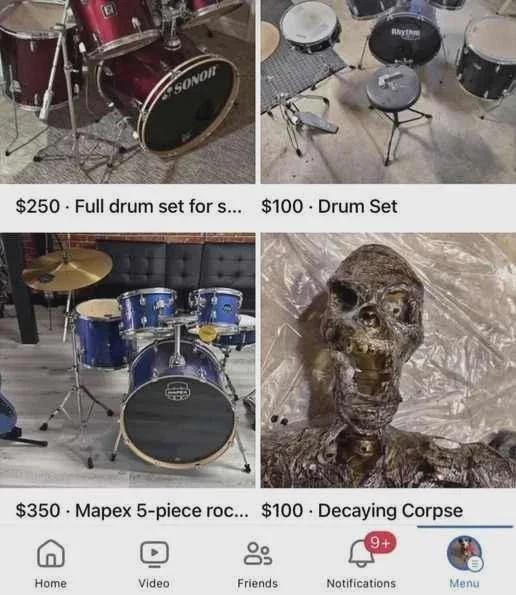 SONOR
Rhythm
$250 · Full drum set for s...
$100 · Drum Set
MAPEX
$350 · Mapex 5-piece roc...
$100 · Decaying Corpse
9+
Home
Video
Friends
Notifications
Menu